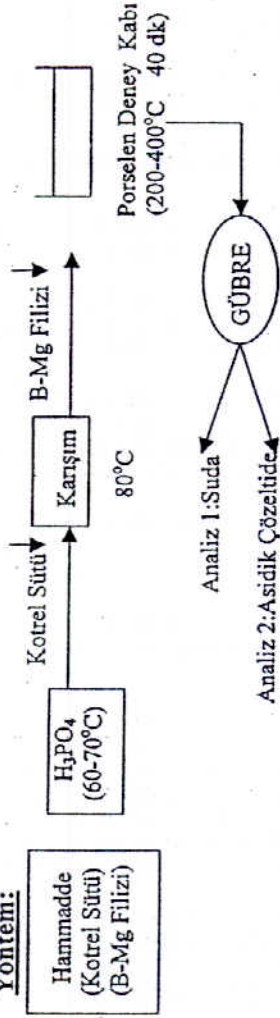 Yöntem:
Hammadde
(Kotrel Sütü)
(B-Mg Filizi)
H₃PO₄
(60-70°C)
Kotrel Sütü
Karışım
80°C
B-Mg Filizi
Porselen Deney Kabı
(200-400°C 40 dk)
GÜBRE
Analiz 1:Suda
Analiz 2:Asidik Çözeltide